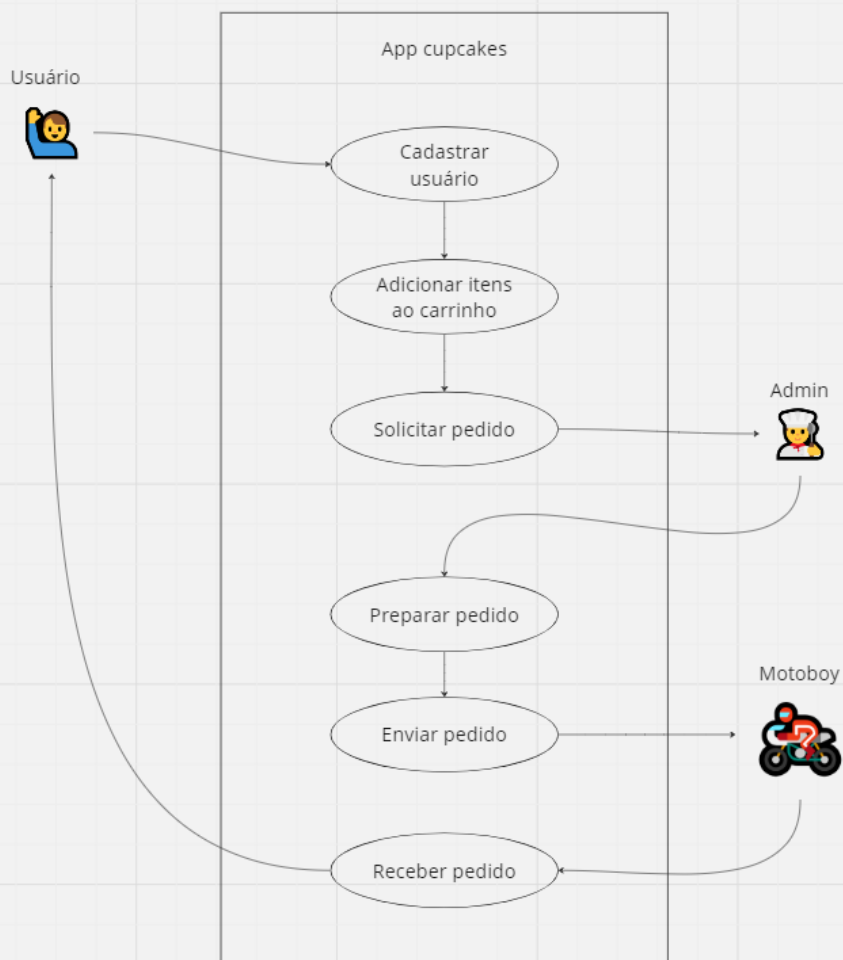 App cupcakes
Usuário
Cadastrar
usuário
Adicionar itens
ao carrinho
Admin
Solicitar pedido
Preparar pedido
Motoboy
Enviar pedido
Receber pedido